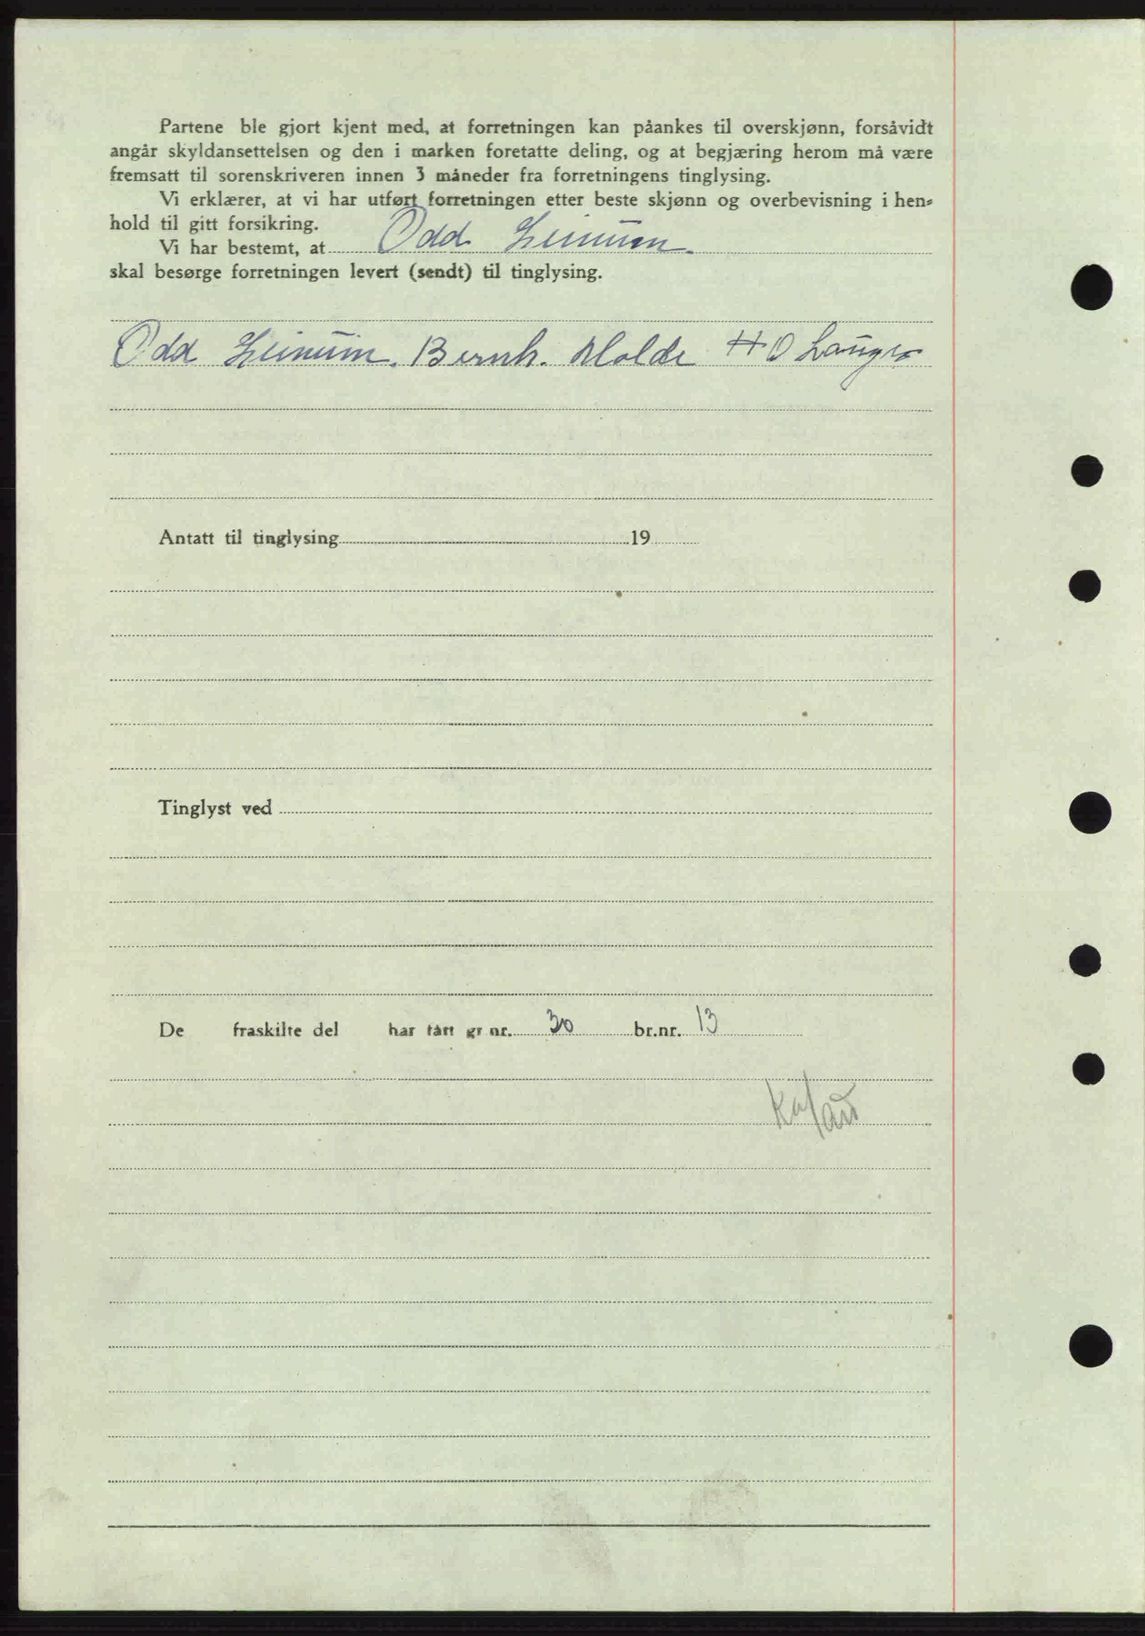 Partene ble gjort kjent med, at forretningen kan påankes til overskjønn, forsåvidt
angår skyldansettelsen og den i marken foretatte deling, og at begjæring herom må være
fremsatt til sorenskriveren innen 3 måneder fra forretningens tinglysing.
Vi erklærer, at vi har utført forretningen etter beste skjønn og overbevisning i hen-
hold til gitt forsikring.
Vi har bestemt, at Odd
skal besørge forretningen levert (sendt) til tinglysing.
Odd Bernh. Molde H O
Antatt til tinglysing 19
Tinglyst ved
De fraskilte del har fått gr.nr. 30 br.nr. 13